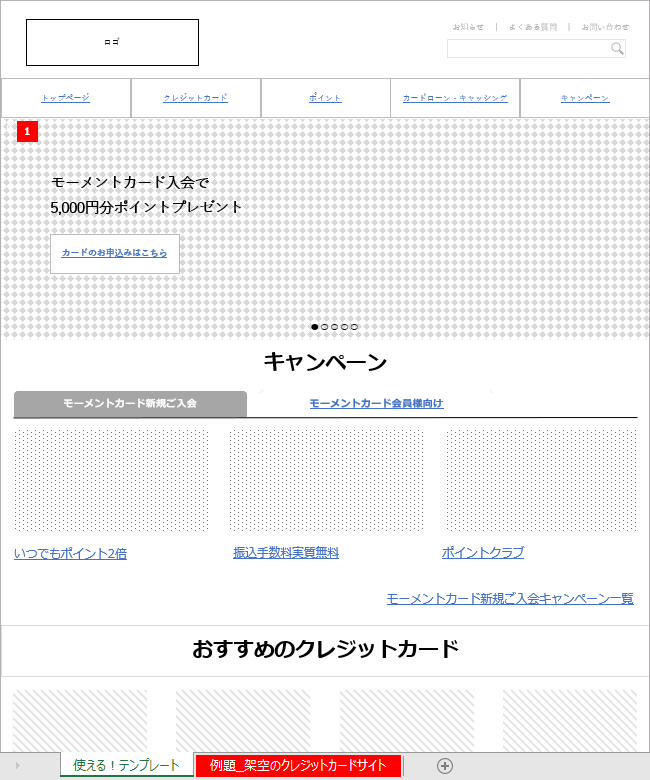 ロゴ
お知らせ | よくある質問 | お問い合わせ
トップページ
クレジットカード
ポイント
カードローン・キャッシング
キャンペーン
1
モーメントカード入会で
5,000円分ポイントプレゼント
カードのお申込みはこちら
キャンペーン
モーメントカード新規ご入会
モーメントカード会員様向け
いつでもポイント2倍
振込手数料実質無料
ポイントクラブ
モーメントカード新規ご入会キャンペーン一覧
おすすめのクレジットカード
使える！テンプレート
例題_架空のクレジットカードサイト